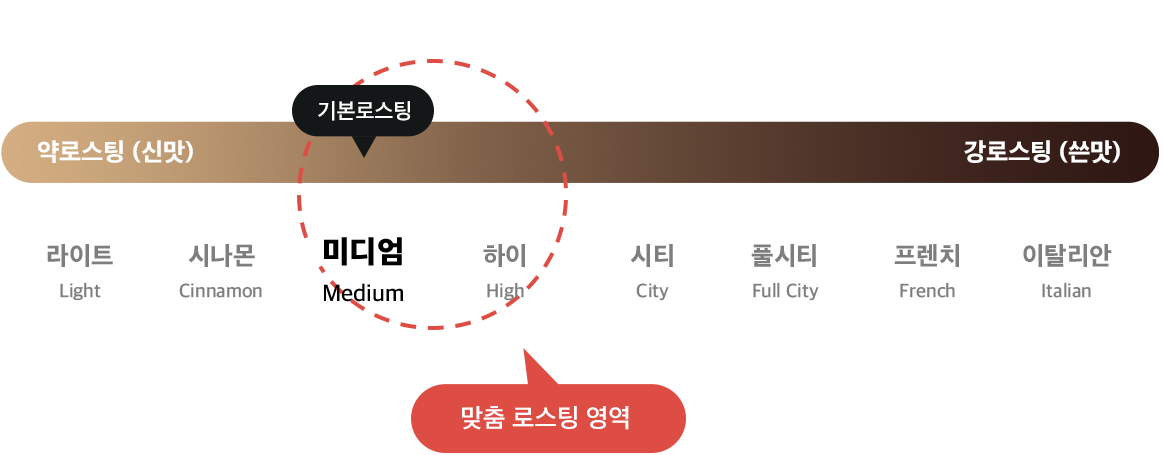 기본로스팅
약로스팅 (신맛)
강로스팅 (쓴맛)
라이트
시나몬
미디엄
하이
시티
풀시티
프렌치
이탈리안
Light
Cinnamon
Medium
High
City
Full City
French
Italian
맞춤 로스팅 영역